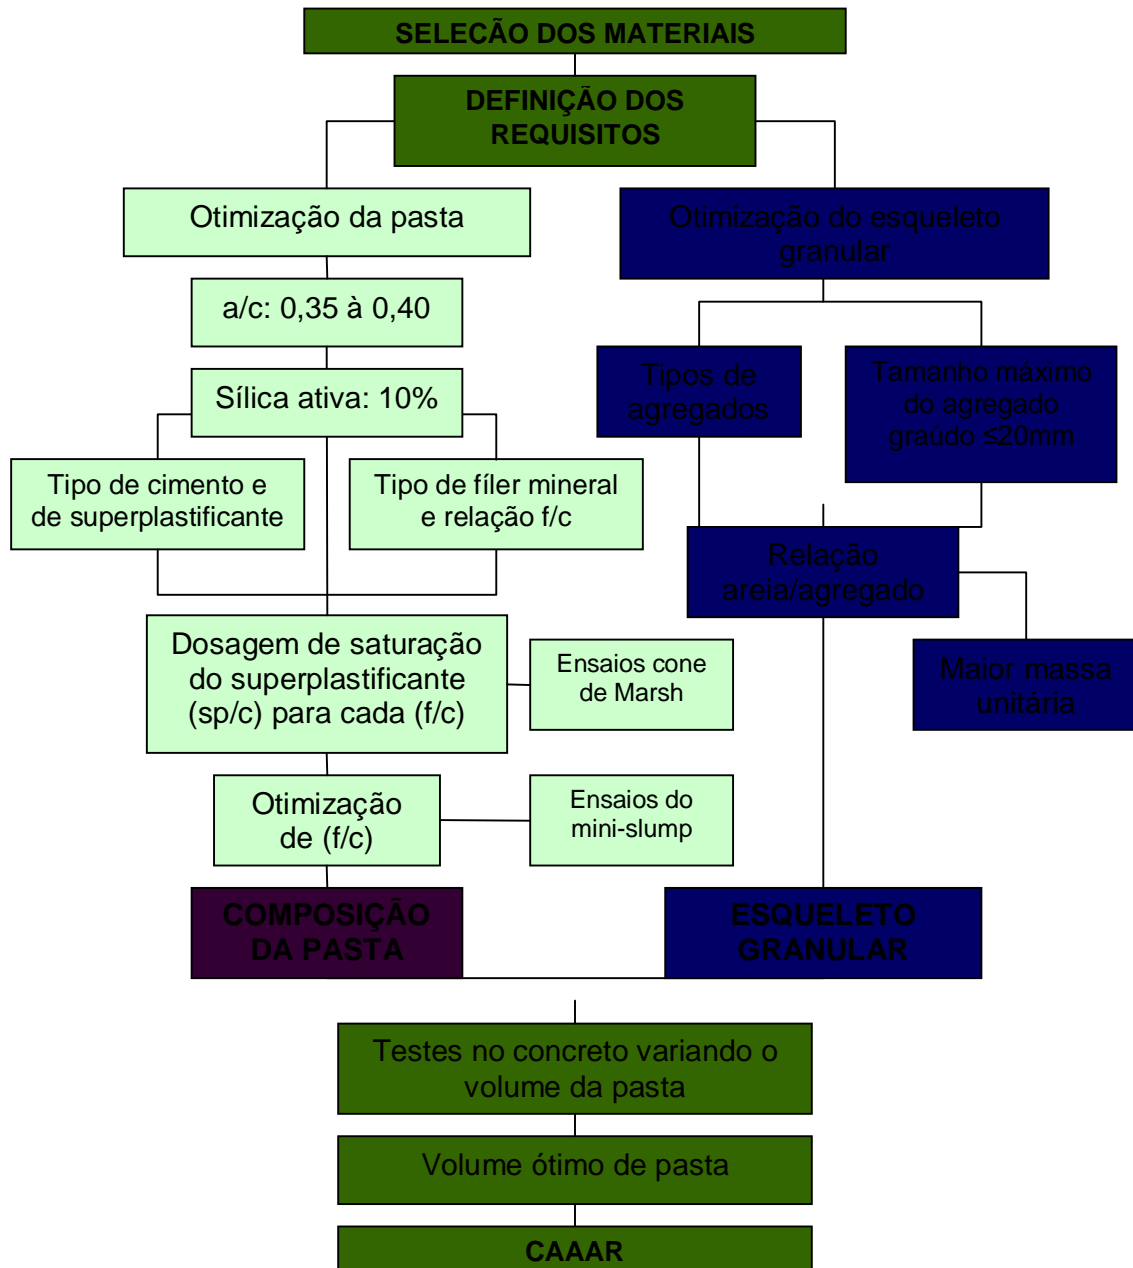 SELECÃO DOS MATERIAIS
DEFINIÇÃO DOS
REQUISITOS
Otimização da pasta
a/c: 0,35 à 0,40
Sílica ativa: 10%
Tipo de cimento e
de superplastificante
Tipo de fíler mineral
e relação f/c
Dosagem de saturação
do superplastificante
(sp/c) para cada (f/c)
Ensaios cone
de Marsh
Otimização
de (f/c)
Ensaios do
mini-slump
COMPOSIÇÃO
DA PASTA
Otimização do esqueleto
granular
Tipos de
agregados
Tamanho máximo
do agregado
graúdo ≤20mm
Relação
areia/agregado
Maior massa
unitária
ESQUELETO
GRANULAR
Testes no concreto variando o
volume da pasta
Volume ótimo de pasta
CAAAR